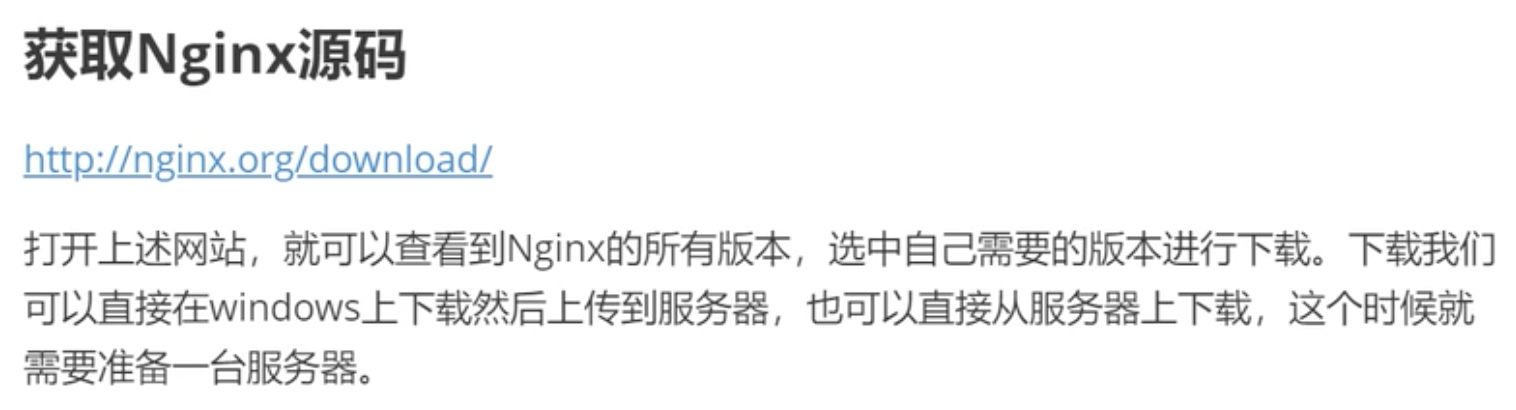 获取Nginx源码
http://nginx.org/download/
打开上述网站，就可以查看到Nginx的所有版本，选中自己需要的版本进行下载。下载我们
可以直接在windows上下载然后上传到服务器，也可以直接从服务器上下载，这个时候就
需要准备一台服务器。